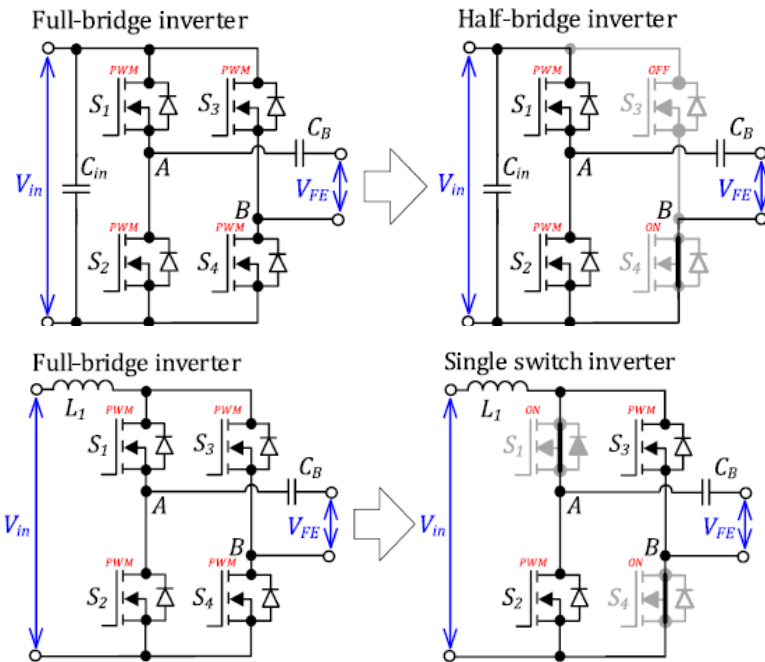 Full-bridge inverter
PWM
PWM
S1
S3
CB
A
Vin
Cin
VFE
B
PWM
PWM
S2
S4
Half-bridge inverter
PWM
OFF
S1
S3
CB
A
Vin
Cin
VFE
B
PWM
ON
S2
S4
Full-bridge inverter
L1
PWM
PWM
S1
S3
CB
A
Vin
VFE
B
PWM
PWM
S2
S4
Single switch inverter
L1
ON
PWM
S1
S3
CB
A
Vin
VFE
B
PWM
ON
S2
S4